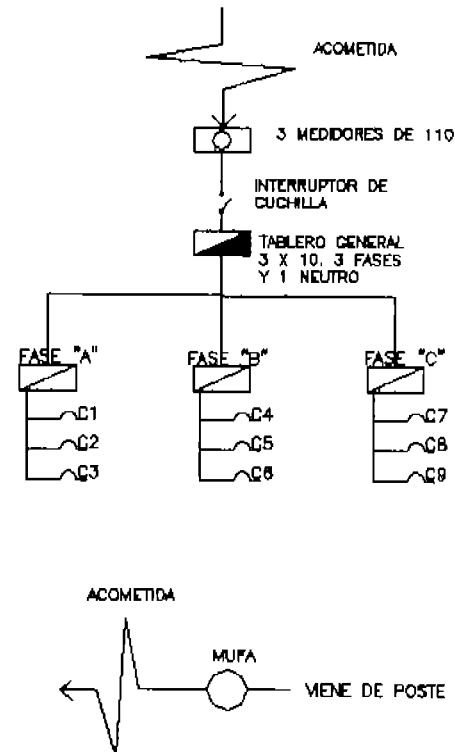 ACOMETIDA
3 MEDIDORES DE 110
INTERRUPTOR DE
CUCHILLA
TABLERO GENERAL
3 X 10, 3 FASES
Y 1 NEUTRO
FASE "A"
FASE "B"
FASE "C"
C1
C2
C3
C4
C5
C6
C7
C8
C9
ACOMETIDA
MUFA
VIENE DE POSTE